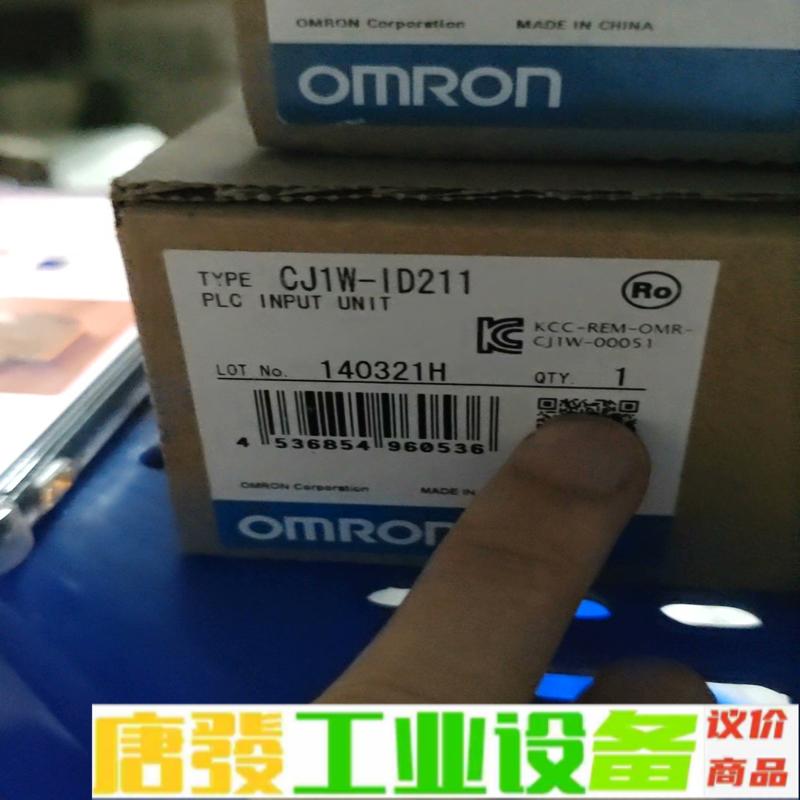 OMRON Corporation MADE IN CHINA
OMRON
TYPE CJ1W-ID211
PLC INPUT UNIT
Ro
KCC-REM-OMR-
CJ1W-00051
LOT No. 140321H QTY. 1
4 536854 960536
OMRON Corporation MADE IN
OMRON
唐發工业设备
议价
商品